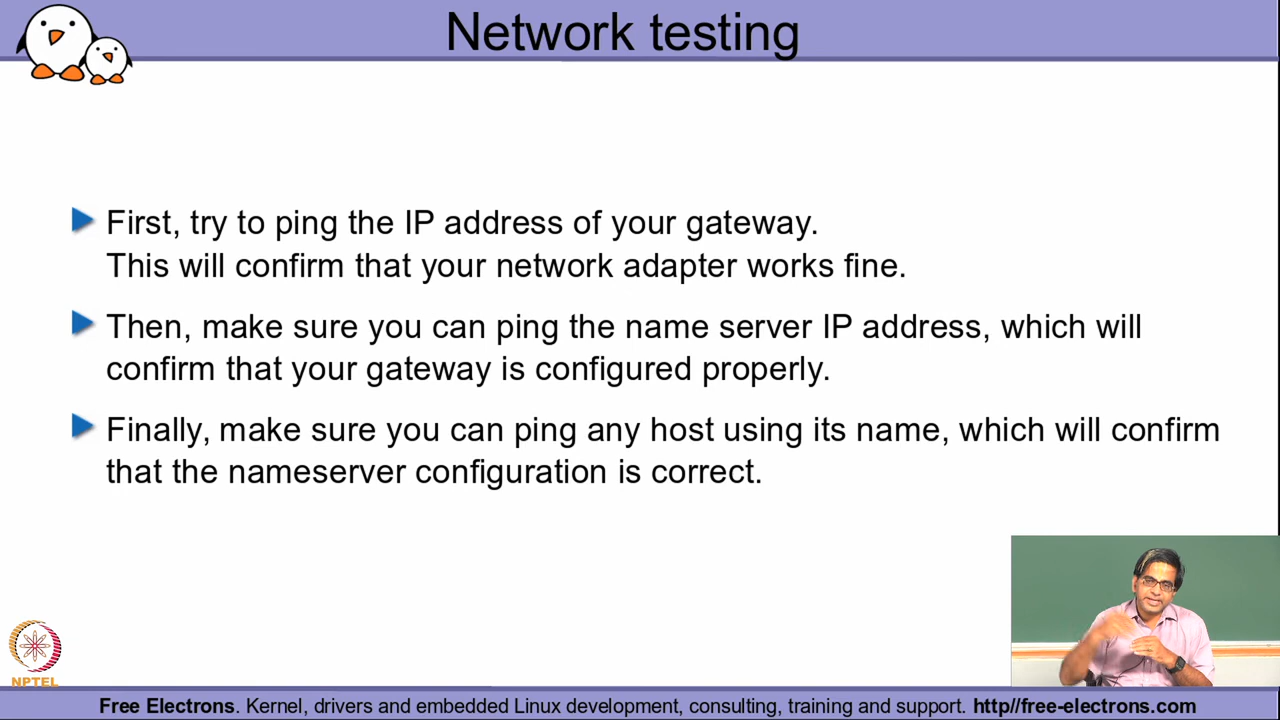 Network testing
First, try to ping the IP address of your gateway.
This will confirm that your network adapter works fine.
Then, make sure you can ping the name server IP address, which will
confirm that your gateway is configured properly.
Finally, make sure you can ping any host using its name, which will confirm
that the nameserver configuration is correct.
NPTEL
Free Electrons. Kernel, drivers and embedded Linux development, consulting, training and support. http//free-electrons.com